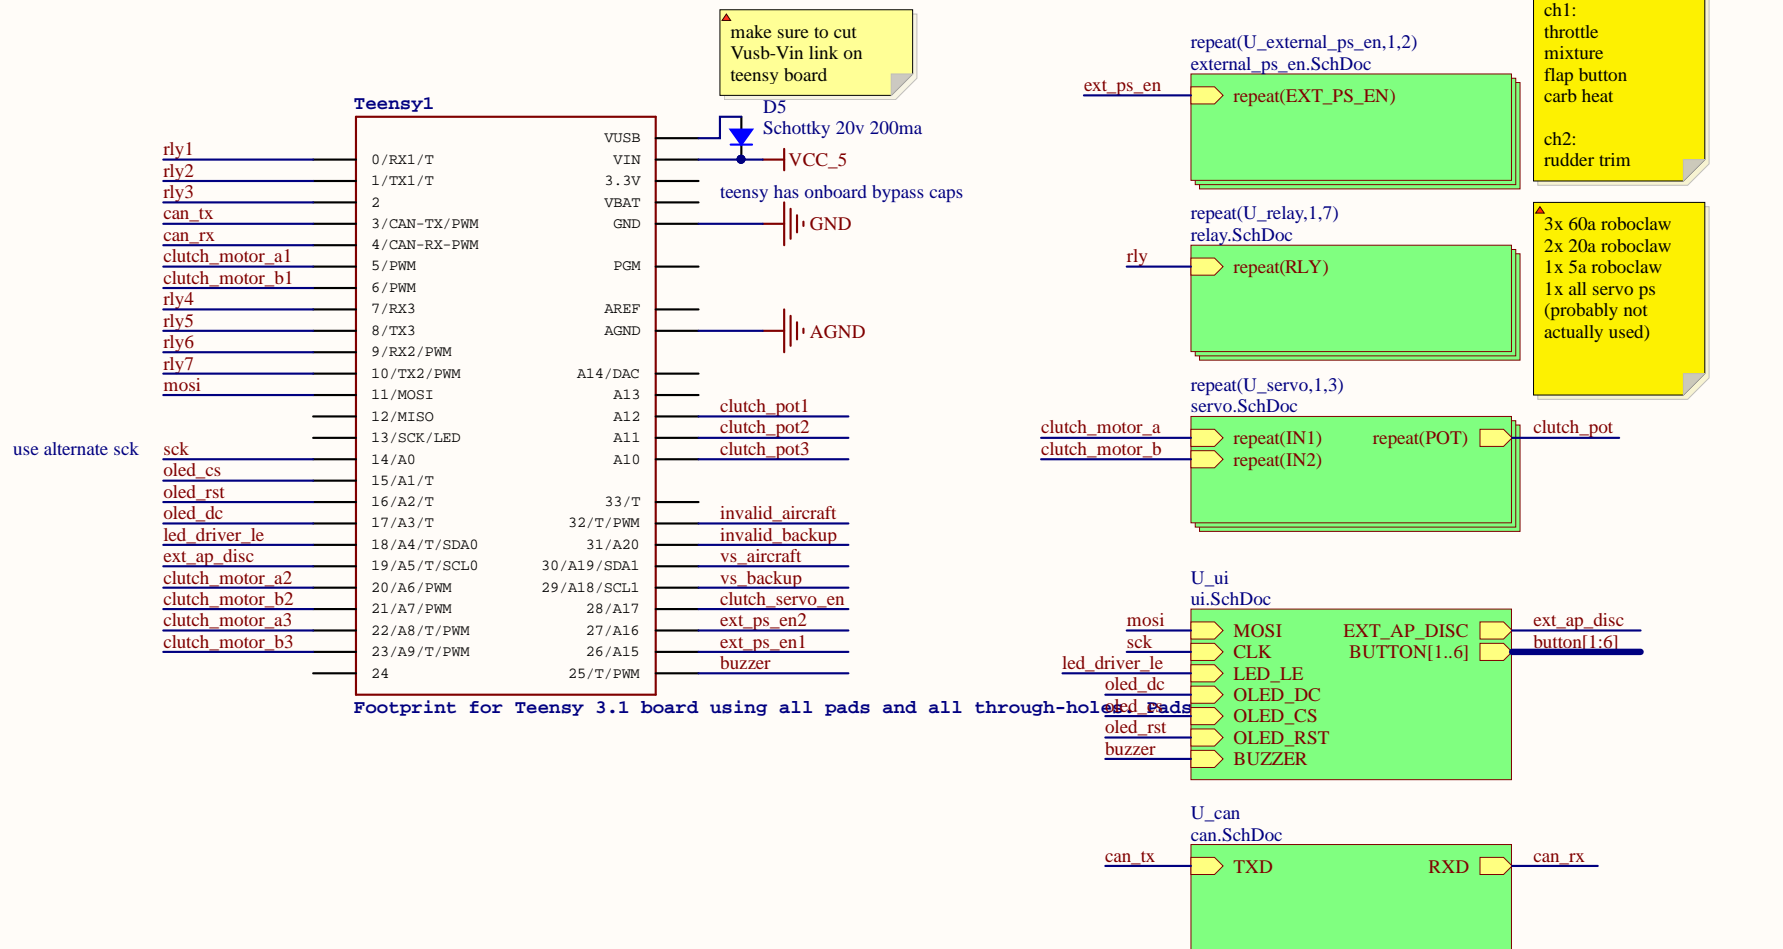 make sure to cut
Vusb-Vin link on
teensy board
Teensy1
D5
Schottky 20v 200ma
VCC_5
teensy has onboard bypass caps
GND
AGND
use alternate sck
rly1
rly2
rly3
can_tx
can_rx
clutch_motor_a1
clutch_motor_b1
rly4
rly5
rly6
rly7
mosi
sck
oled_cs
oled_rst
oled_dc
led_driver_le
ext_ap_disc
clutch_motor_a2
clutch_motor_b2
clutch_motor_a3
clutch_motor_b3
0/RX1/T
1/TX1/T
2
3/CAN-TX/PWM
4/CAN-RX-PWM
5/PWM
6/PWM
7/RX3
8/TX3
9/RX2/PWM
10/TX2/PWM
11/MOSI
12/MISO
13/SCK/LED
14/A0
15/A1/T
16/A2/T
17/A3/T
18/A4/T/SDA0
19/A5/T/SCL0
20/A6/PWM
21/A7/PWM
22/A8/T/PWM
23/A9/T/PWM
24
VUSB
VIN
3.3V
VBAT
GND
PGM
AREF
AGND
A14/DAC
A13
A12
A11
A10
33/T
32/T/PWM
31/A20
30/A19/SDA1
29/A18/SCL1
28/A17
27/A16
26/A15
25/T/PWM
clutch_pot1
clutch_pot2
clutch_pot3
invalid_aircraft
invalid_backup
vs_aircraft
vs_backup
clutch_servo_en
ext_ps_en2
ext_ps_en1
buzzer
Footprint for Teensy 3.1 board using all pads and all through-holes. Pads
repeat(U_external_ps_en,1,2)
external_ps_en.SchDoc
ext_ps_en
repeat(EXT_PS_EN)
ch1:
throttle
mixture
flap button
carb heat
ch2:
rudder trim
repeat(U_relay,1,7)
relay.SchDoc
rly
repeat(RLY)
3x 60a roboclaw
2x 20a roboclaw
1x 5a roboclaw
1x all servo ps
(probably not
actually used)
repeat(U_servo,1,3)
servo.SchDoc
clutch_motor_a
clutch_motor_b
repeat(IN1)
repeat(IN2)
repeat(POT)
clutch_pot
U_ui
ui.SchDoc
mosi
sck
led_driver_le
oled_dc
oled_cs
oled_rst
buzzer
MOSI
CLK
LED_LE
OLED_DC
OLED_CS
OLED_RST
BUZZER
EXT_AP_DISC
BUTTON[1..6]
ext_ap_disc
button[1:6]
U_can
can.SchDoc
can_tx
TXD
RXD
can_rx